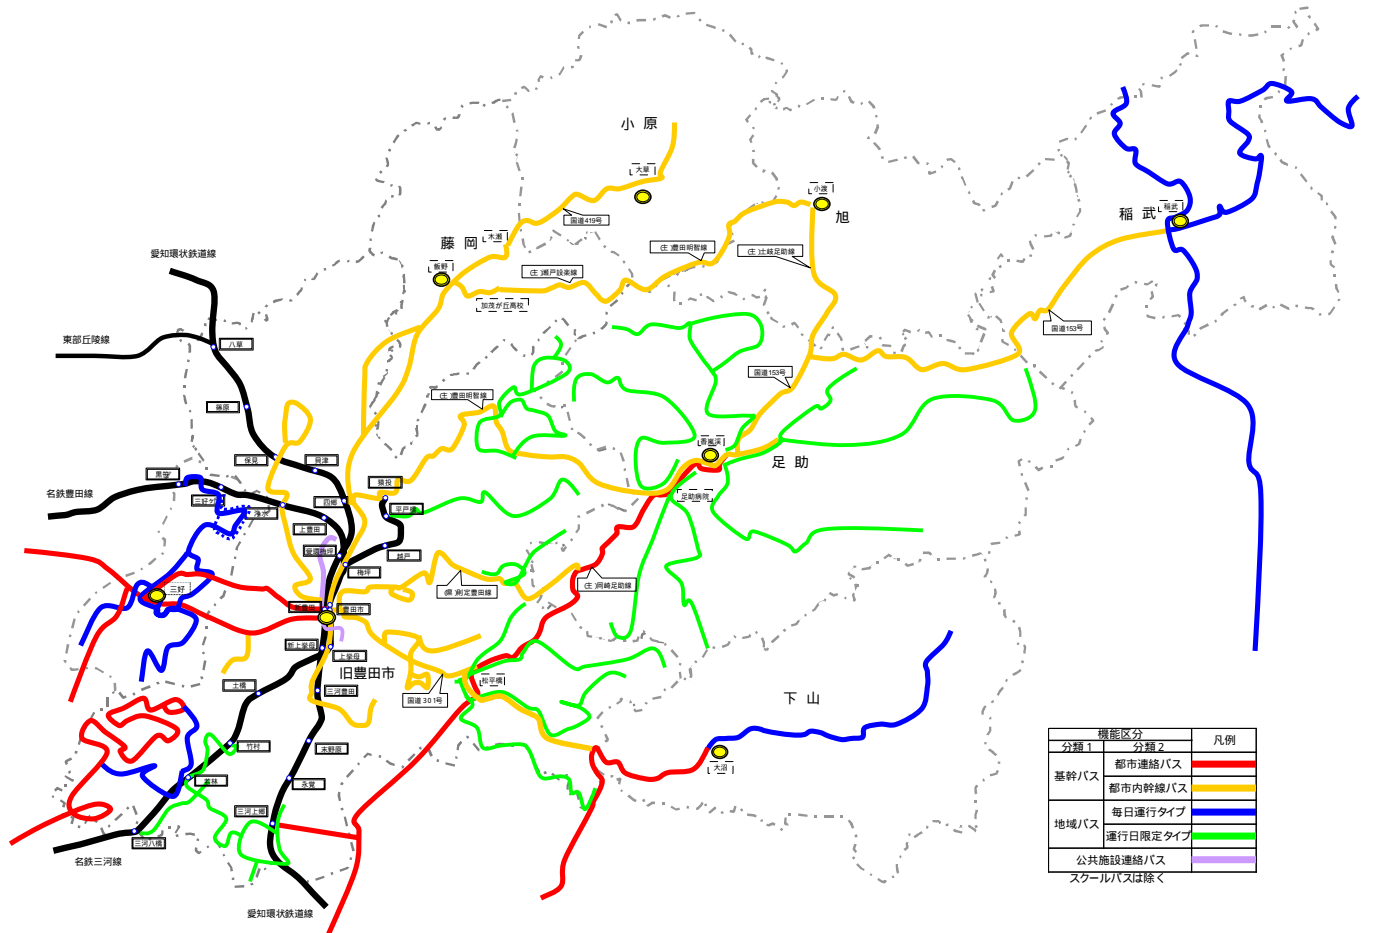 小 原
大草
小渡
旭
国道419号
稲 武
稲武
藤 岡
木瀬
(主)豊田明智線
(主)土岐足助線
愛知環状鉄道線
飯野
(主)瀬戸設楽線
加茂が丘高校
国道153号
東部丘陵線
八草
国道153号
(主)豊田明智線
篠原
香嵐渓
足 助
保見
貝津
黒笹
猿投
名鉄豊田線
三好ケ丘
四郷
平戸橋
足助病院
浄水
上豊田
愛環梅坪
越戸
梅坪
三好
(県)則定豊田線
(主)岡崎足助線
新豊田
豊田市
新上挙母
上挙母
旧豊田市
松平橋
土橋
三河豊田
国道301号
下 山
竹村
末野原
大沼
若林
永覚
三河上郷
三河八橋
名鉄三河線
愛知環状鉄道線
機能区分
凡例
分類1
分類2
基幹バス
都市連絡バス
都市内幹線バス
地域バス
毎日運行タイプ
運行日限定タイプ
公共施設連絡バス
スクールバスは除く